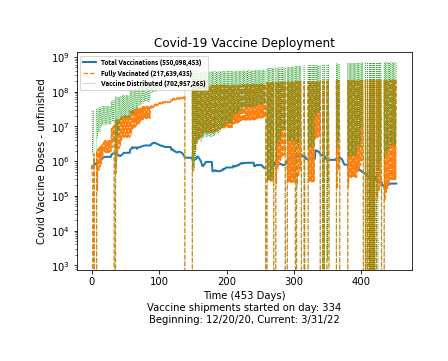 Covid-19 Vaccine Deployment
Total Vaccinations (550,098,453)
Fully Vacinated (217,639,435)
Vaccine Distributed (702,957,265)
Covid Vaccine Doses - unfinished
10⁹
10⁸
10⁷
10⁶
10⁵
10⁴
10³
0 100 200 300 400
Time (453 Days)
Vaccine shipments started on day: 334
Beginning: 12/20/20, Current: 3/31/22